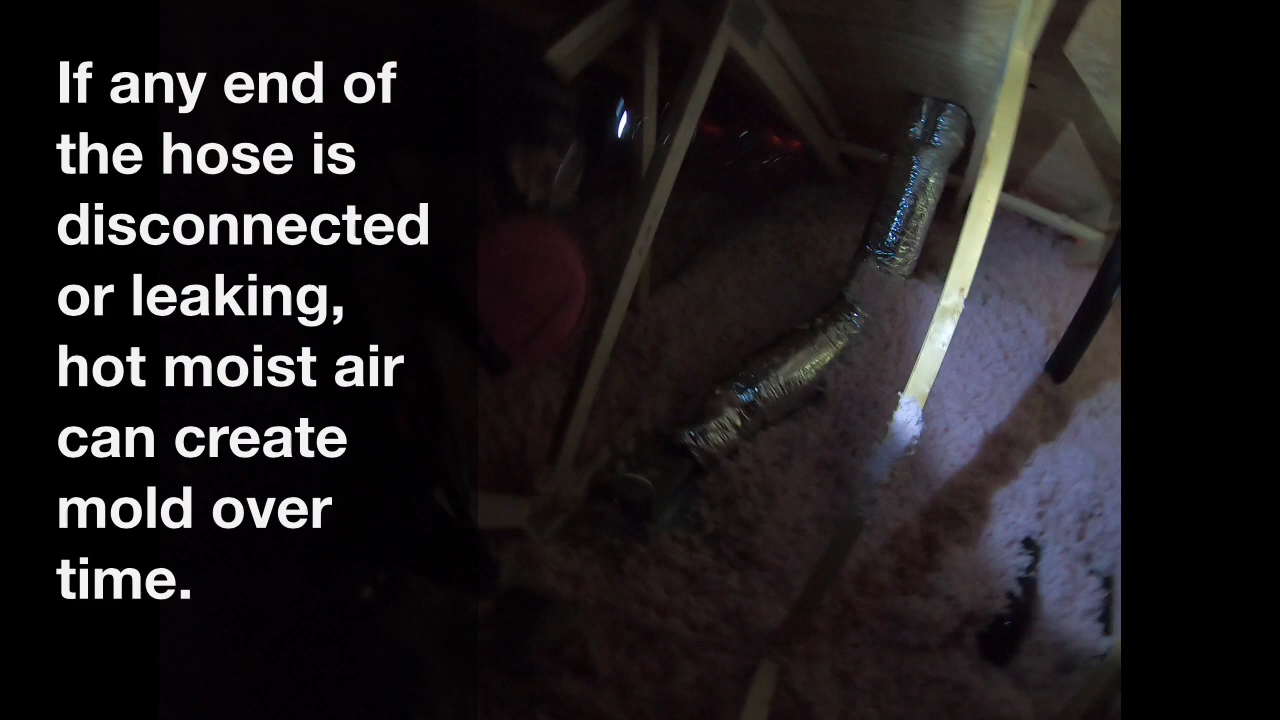 If any end of
the hose is
disconnected
or leaking,
hot moist air
can create
mold over
time.